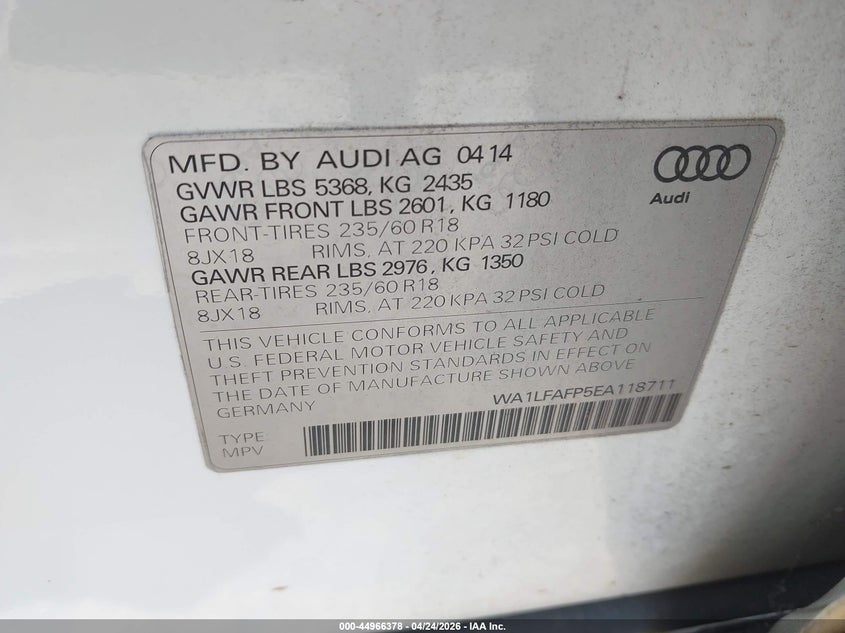 MFD. BY AUDI AG 04 14
GVWR LBS 5368, KG 2435
GAWR FRONT LBS 2601, KG 1180
FRONT-TIRES 235/60 R18
8JX18 RIMS, AT 220 KPA 32 PSI COLD
GAWR REAR LBS 2976, KG 1350
REAR-TIRES 235/60 R18
8JX18 RIMS, AT 220 KPA 32 PSI COLD
Audi
THIS VEHICLE CONFORMS TO ALL APPLICABLE
U.S. FEDERAL MOTOR VEHICLE SAFETY AND
THEFT PREVENTION STANDARDS IN EFFECT ON
THE DATE OF MANUFACTURE SHOWN ABOVE
GERMANY WA1LFAFP5EA118711
TYPE
MPV
000-44966378 - 04/24/2026 - IAA Inc.